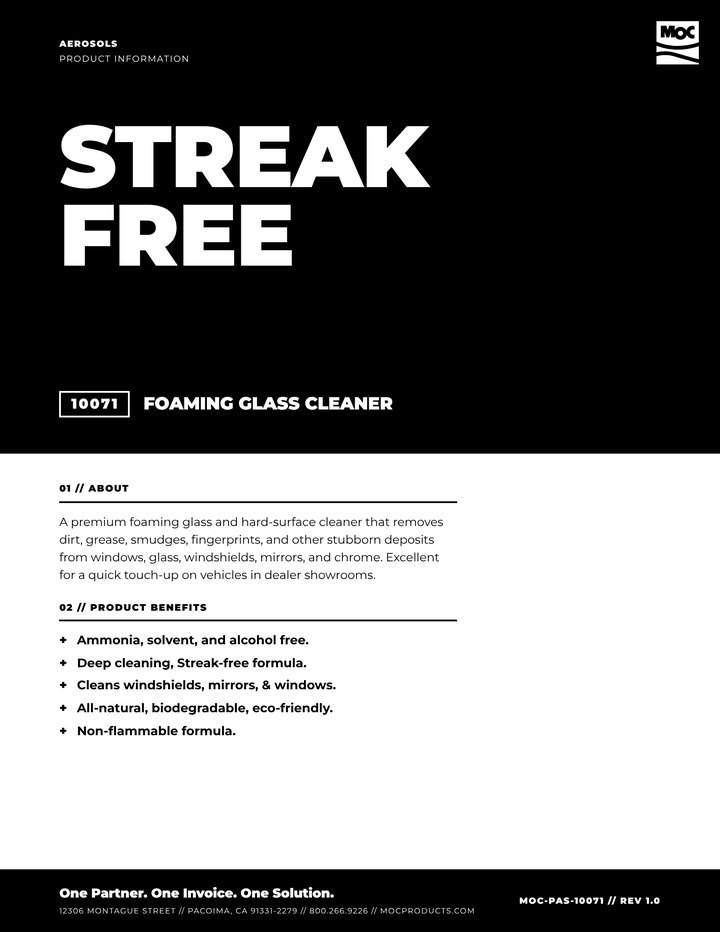 AEROSOLS
PRODUCT INFORMATION
MOC
STREAK
FREE
10071 FOAMING GLASS CLEANER
01 // ABOUT
A premium foaming glass and hard-surface cleaner that removes
dirt, grease, smudges, fingerprints, and other stubborn deposits
from windows, glass, windshields, mirrors, and chrome. Excellent
for a quick touch-up on vehicles in dealer showrooms.
02 // PRODUCT BENEFITS
+ Ammonia, solvent, and alcohol free.
+ Deep cleaning, Streak-free formula.
+ Cleans windshields, mirrors, & windows.
+ All-natural, biodegradable, eco-friendly.
+ Non-flammable formula.
One Partner. One Invoice. One Solution.
12306 MONTAGUE STREET // PACOIMA, CA 91331-2279 // 800.266.9226 // MOCPRODUCTS.COM
MOC-PAS-10071 // REV 1.0